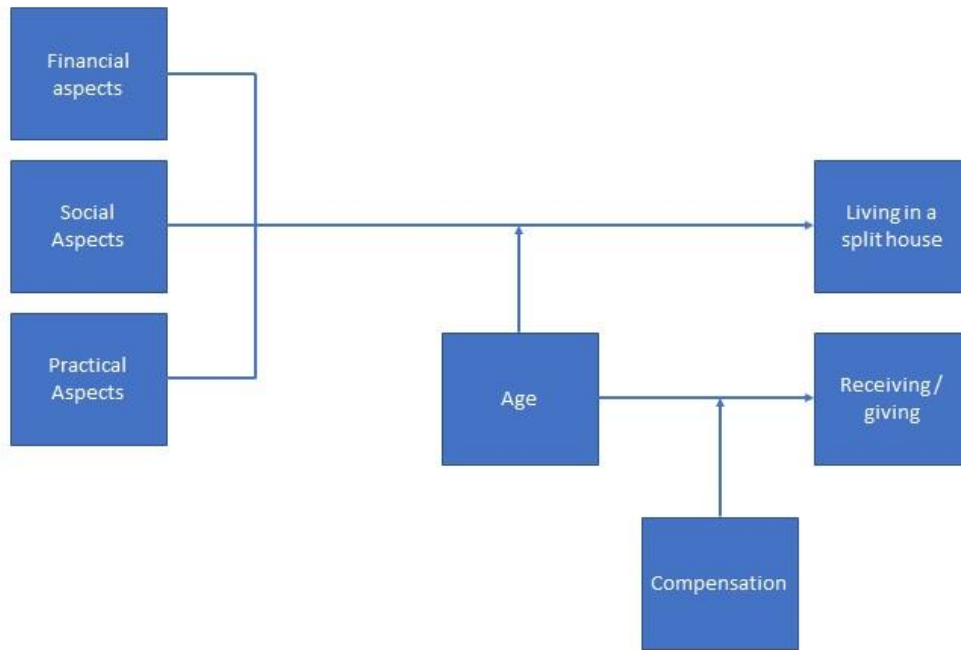 Financial
aspects
Social
Aspects
Practical
Aspects
Living in a
split house
Age
Receiving /
giving
Compensation